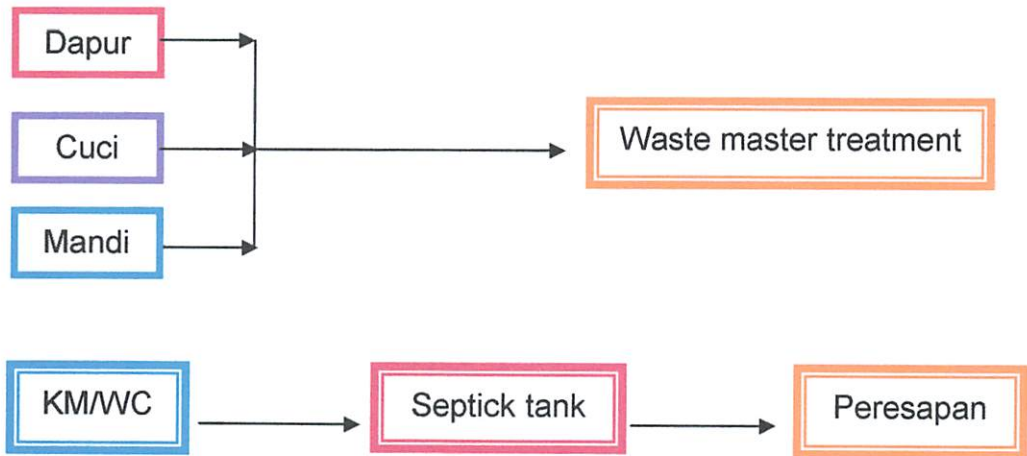 Dapur
Cuci
Waste master treatment
Mandi
KM/WC
Septick tank
Peresapan